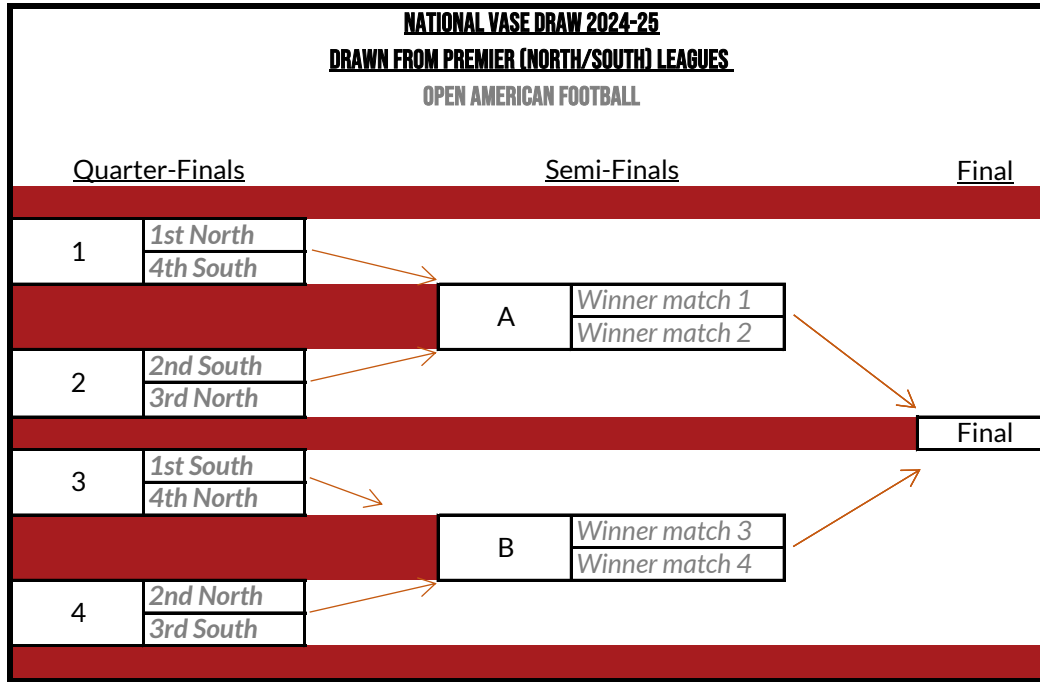 NATIONAL VASE DRAW 2024-25
DRAWN FROM PREMIER (NORTH/SOUTH) LEAGUES
OPEN AMERICAN FOOTBALL
Quarter-Finals
Semi-Finals
Final
1
1st North
4th South
A
Winner match 1
Winner match 2
2
2nd South
3rd North
Final
3
1st South
4th North
B
Winner match 3
Winner match 4
4
2nd North
3rd South